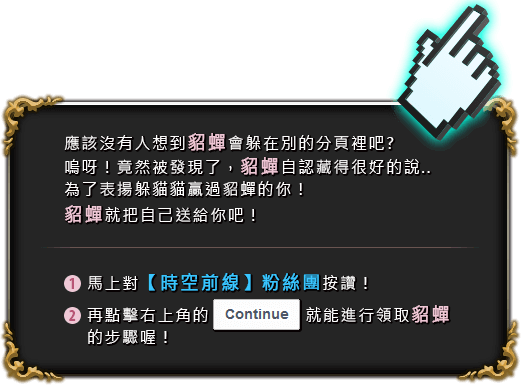 應該沒有人想到貂蟬會躲在別的分頁裡吧?
嗚呀！竟然被發現了，貂蟬自認藏得很好的說..
為了表揚躲貓貓贏過貂蟬的你！
貂蟬就把自己送給你吧！
1 馬上對【時空前線】粉絲團按讚！
2 再點擊右上角的 Continue 就能進行領取貂蟬
的步驟喔！